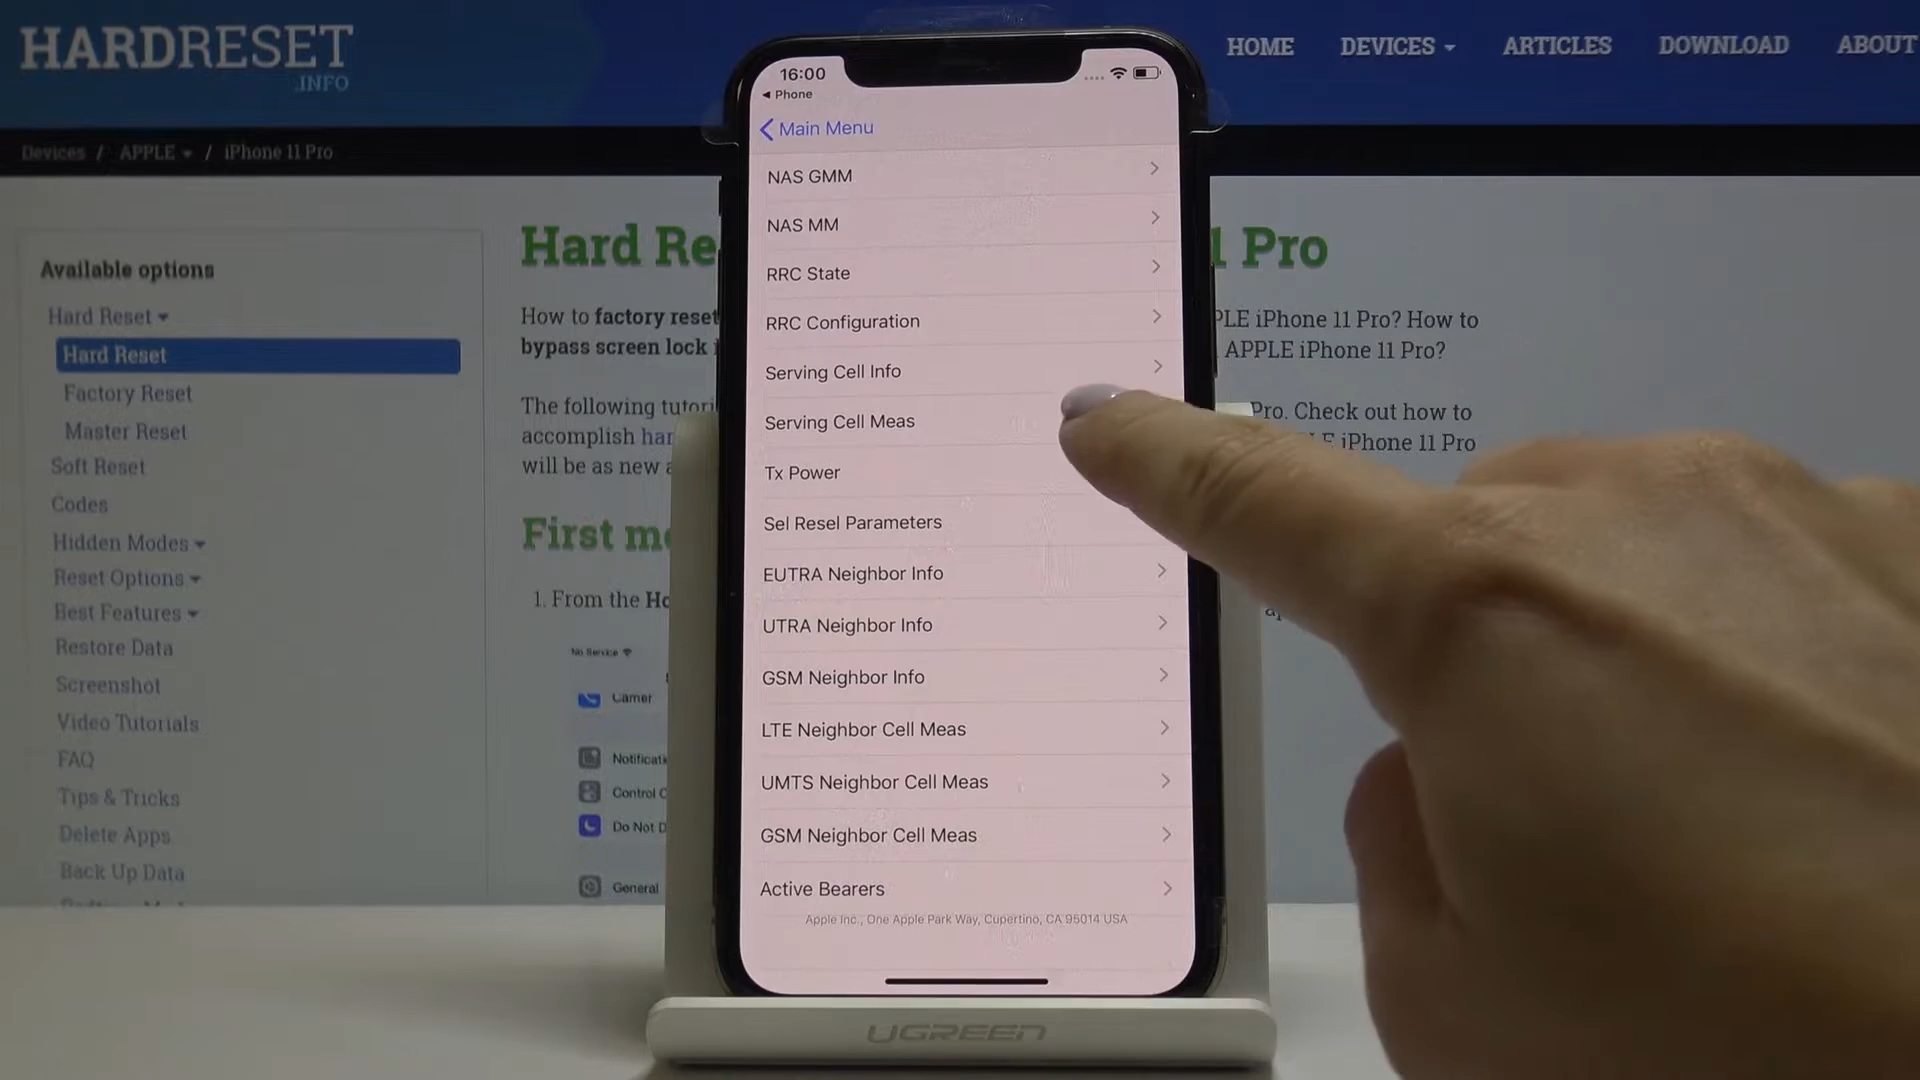 HARDRESET
.INFO
HOME DEVICES ARTICLES DOWNLOAD ABOUT
Devices / APPLE / iPhone 11 Pro
Available options
Hard Reset
Hard Reset
Factory Reset
Master Reset
Soft Reset
Codes
Hidden Modes
Reset Options
Best Features
Restore Data
Screenshot
Video Tutorials
FAQ
Tips & Tricks
Delete Apps
Back Up Data
Hard Re
1 Pro
How to factory reset
PLE iPhone 11 Pro? How to
bypass screen lock
APPLE iPhone 11 Pro?
The following tutori
Pro. Check out how to
accomplish har
iPhone 11 Pro
will be as new a
First me
1. From the Ho
No Service
Camer
Notificati
Control C
Do Not D
General
16:00
Phone
Main Menu
NAS GMM
NAS MM
RRC State
RRC Configuration
Serving Cell Info
Serving Cell Meas
Tx Power
Sel Resel Parameters
EUTRA Neighbor Info
UTRA Neighbor Info
GSM Neighbor Info
LTE Neighbor Cell Meas
UMTS Neighbor Cell Meas
GSM Neighbor Cell Meas
Active Bearers
Apple Inc., One Apple Park Way, Cupertino, CA 95014 USA
UGREEN